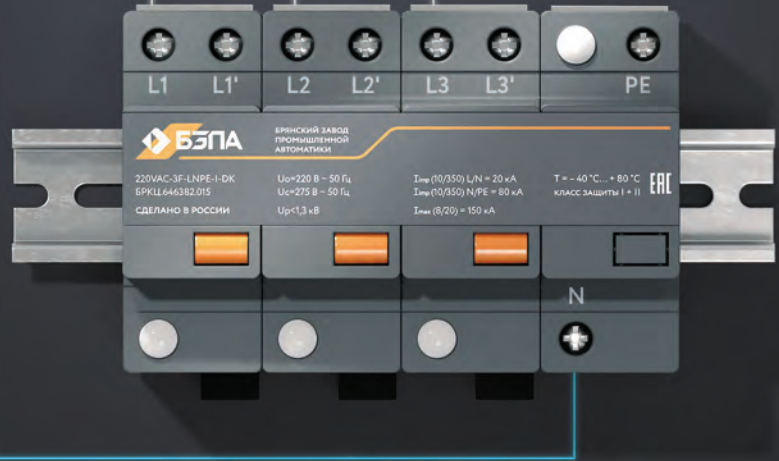 L1 L1' L2 L2' L3 L3' PE
БЭПА
БРЯНСКИЙ ЗАВОД
ПРОМЫШЛЕННОЙ
АВТОМАТИКИ
220VAC-3F-LNPE-I-DK
БРКЦ.646382.015
СДЕЛАНО В РОССИИ
Uo=220 В ~ 50 Гц
Uc=275 В ~ 50 Гц
Up<1,3 кВ
Iimp (10/350) L/N = 20 кА
Iimp (10/350) N/PE = 80 кА
Imax (8/20) = 150 кА
T = - 40 °C... + 80 °C
КЛАСС ЗАЩИТЫ I + II
EAC
N